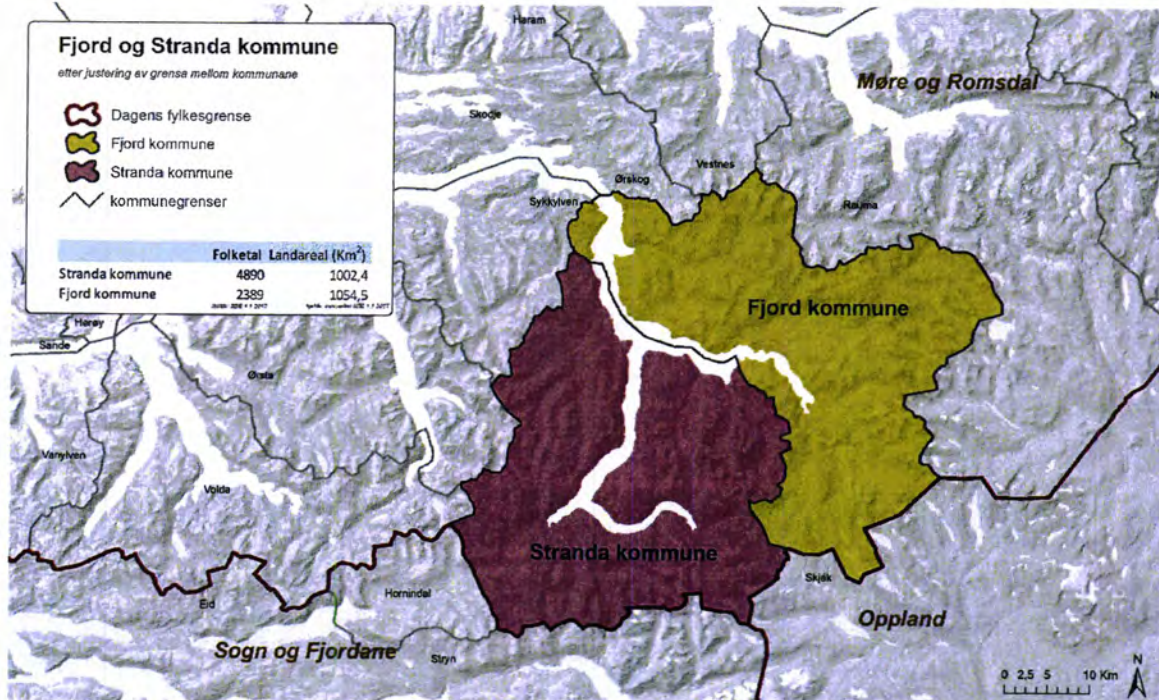 Fjord og Stranda kommune
etter justering av grensa mellom kommunane
Dagens fylkesgrense
Fjord kommune
Stranda kommune
kommunegrenser
Folketal Landareal (Km²)
Stranda kommune 4890 1002,4
Fjord kommune 2389 1054,5
Haram
Møre og Romsdal
Skodje
Vestnes
Ørskog
Sykkylven
Rauma
Fjord kommune
Herøy
Sande
Ørsta
Vanylven
Volda
Stranda kommune
Skjåk
Eid
Hornindal
Oppland
Sogn og Fjordane
Stryn
0 2,5 5 10 Km
N